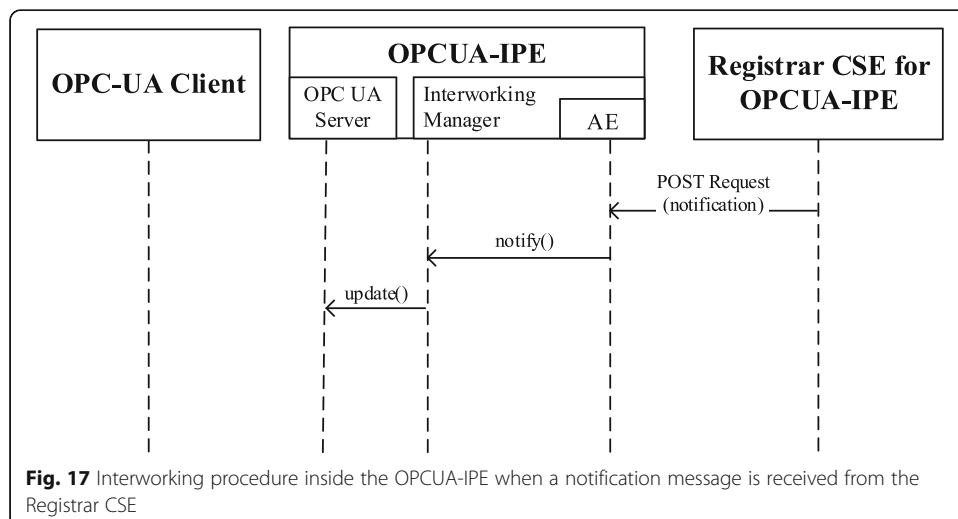 OPC-UA Client
OPCUA-IPE
OPC UA
Server
Interworking
Manager
AE
Registrar CSE for
OPCUA-IPE
POST Request
(notification)
notify()
update()
Fig. 17 Interworking procedure inside the OPCUA-IPE when a notification message is received from the
Registrar CSE